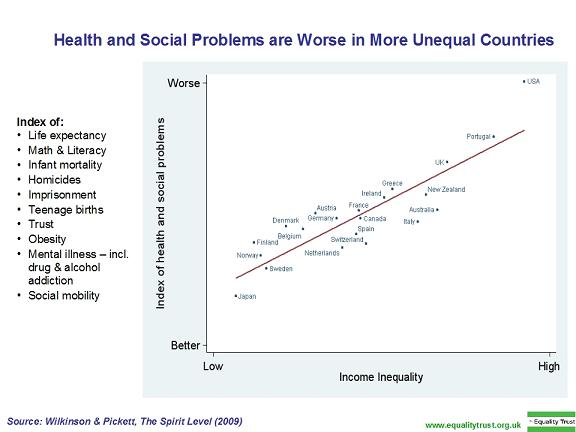 Health and Social Problems are Worse in More Unequal Countries
Index of:
• Life expectancy
• Math & Literacy
• Infant mortality
• Homicides
• Imprisonment
• Teenage births
• Trust
• Obesity
• Mental illness – incl.
drug & alcohol
addiction
• Social mobility
Index of health and social problems
Worse
Better
USA
Portugal
UK
Greece
Ireland
New Zealand
Austria
France
Australia
Denmark
Germany
Canada
Italy
Belgium
Spain
Finland
Switzerland
Norway
Netherlands
Sweden
Japan
Low
High
Income Inequality
Source: Wilkinson & Pickett, The Spirit Level (2009)
www.equalitytrust.org.uk
The Equality Trust